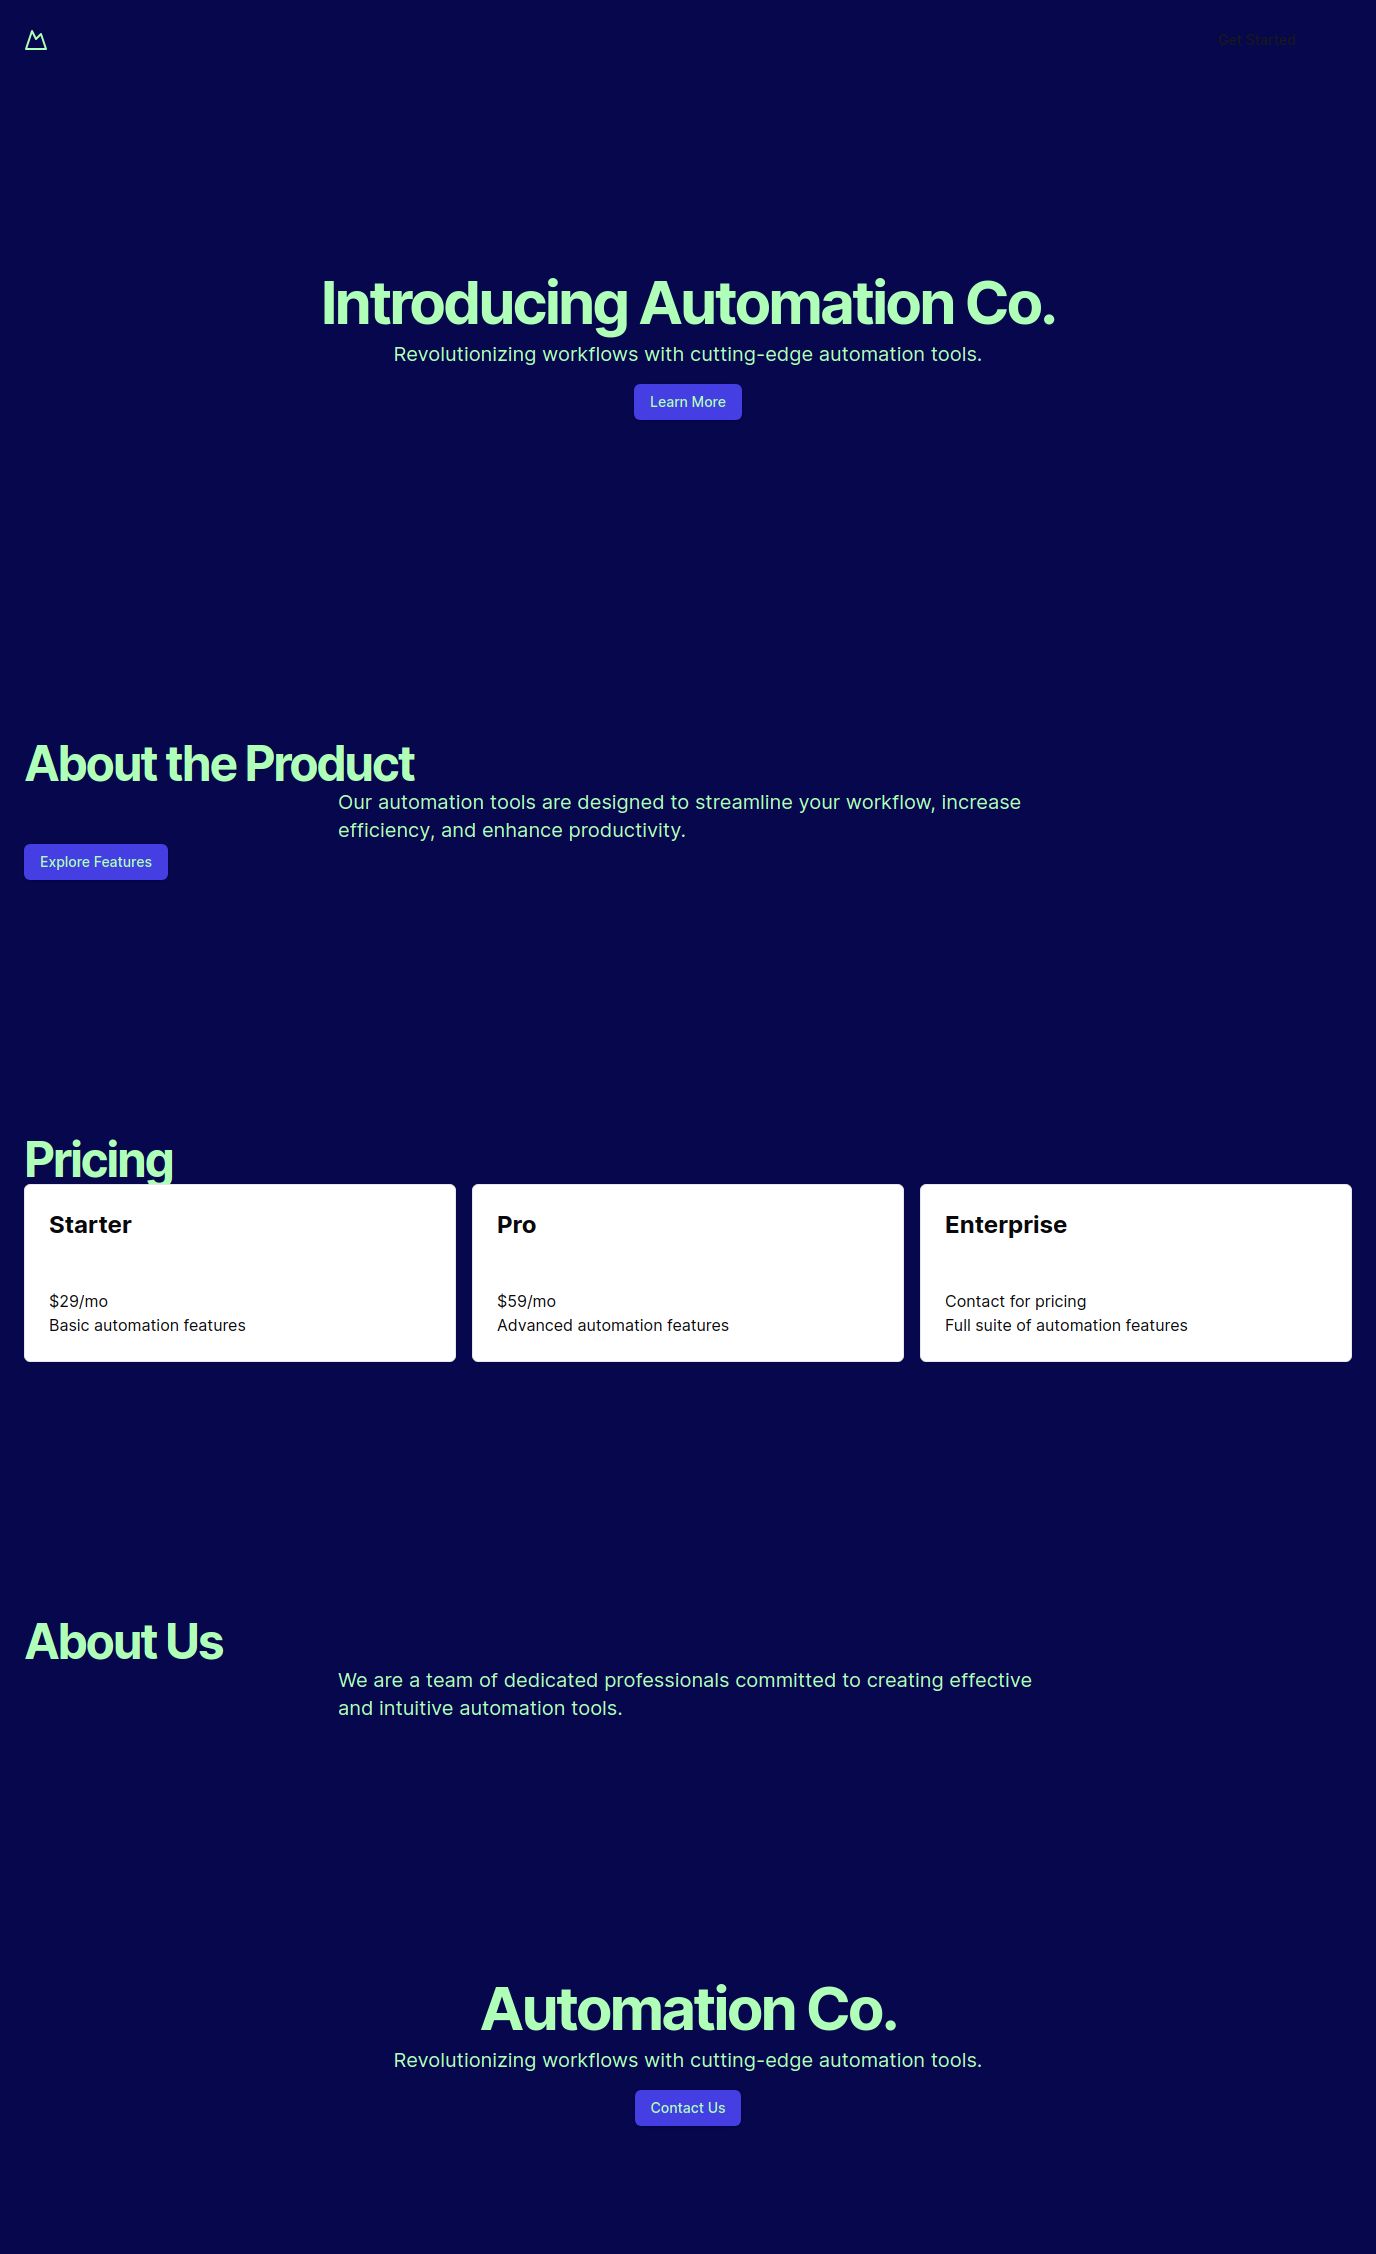 Get Started
Introducing Automation Co.
Revolutionizing workflows with cutting-edge automation tools.
Learn More
About the Product
Our automation tools are designed to streamline your workflow, increase
efficiency, and enhance productivity.
Explore Features
Pricing
Starter
$29/mo
Basic automation features
Pro
$59/mo
Advanced automation features
Enterprise
Contact for pricing
Full suite of automation features
About Us
We are a team of dedicated professionals committed to creating effective
and intuitive automation tools.
Automation Co.
Revolutionizing workflows with cutting-edge automation tools.
Contact Us